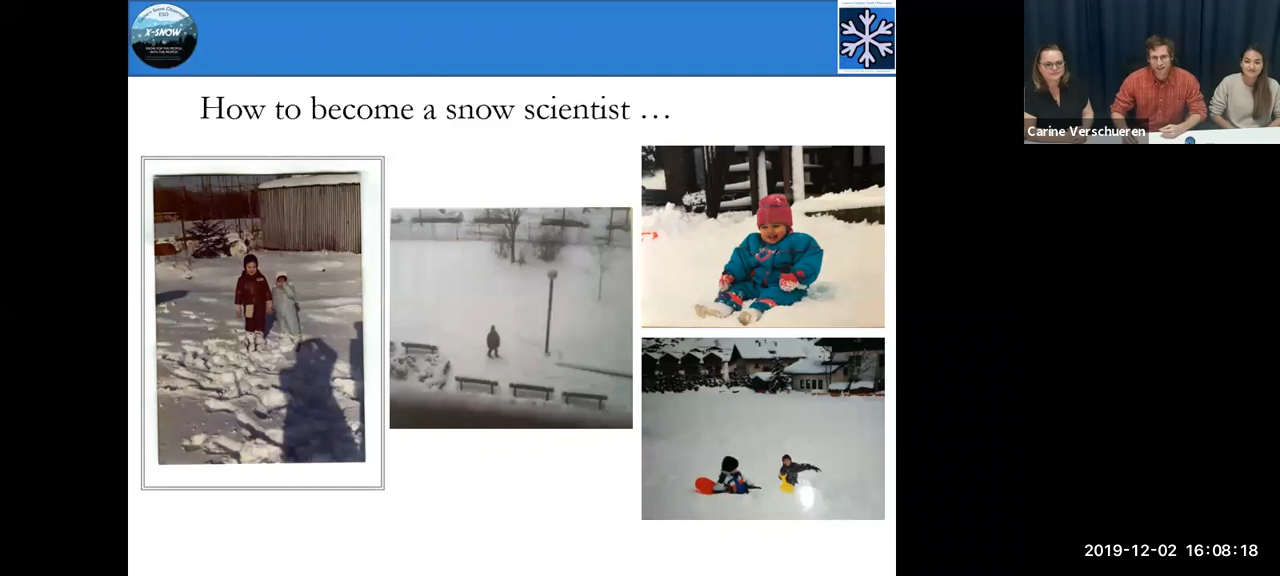 X-SNOW
How to become a snow scientist …
Carine Verschueren
2019-12-02 16:08:18